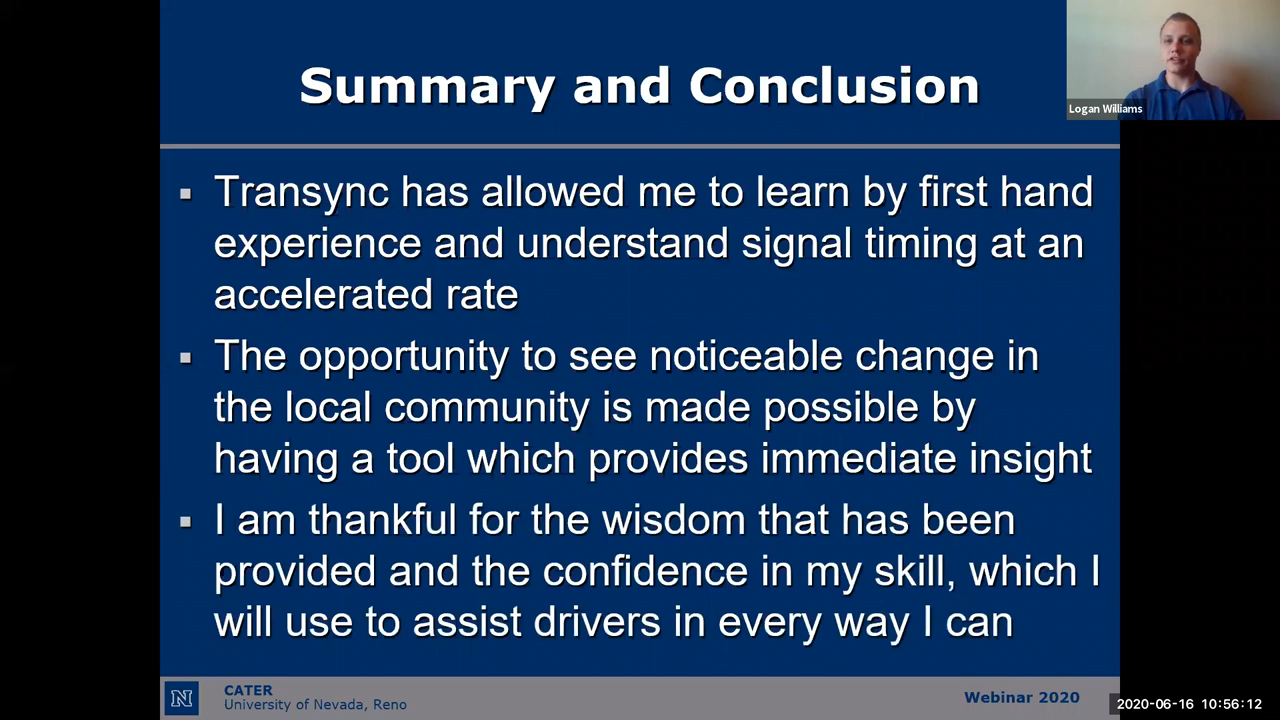 Summary and Conclusion
Logan Williams
Transync has allowed me to learn by first hand
experience and understand signal timing at an
accelerated rate
The opportunity to see noticeable change in
the local community is made possible by
having a tool which provides immediate insight
I am thankful for the wisdom that has been
provided and the confidence in my skill, which I
will use to assist drivers in every way I can
N
CATER
University of Nevada, Reno
Webinar 2020
2020-06-16 10:56:12